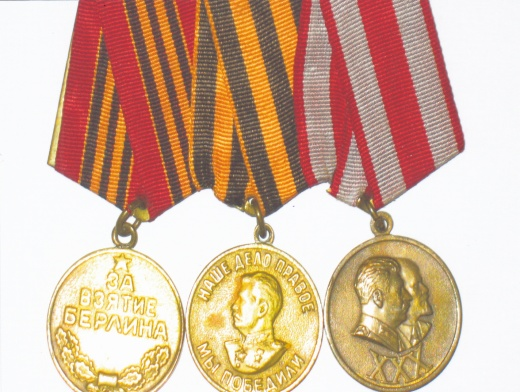 ЗА
ВЗЯТИЕ
БЕРЛИНА
НАШЕ ДЕЛО ПРАВОЕ
МЫ ПОБЕДИЛИ
XXX